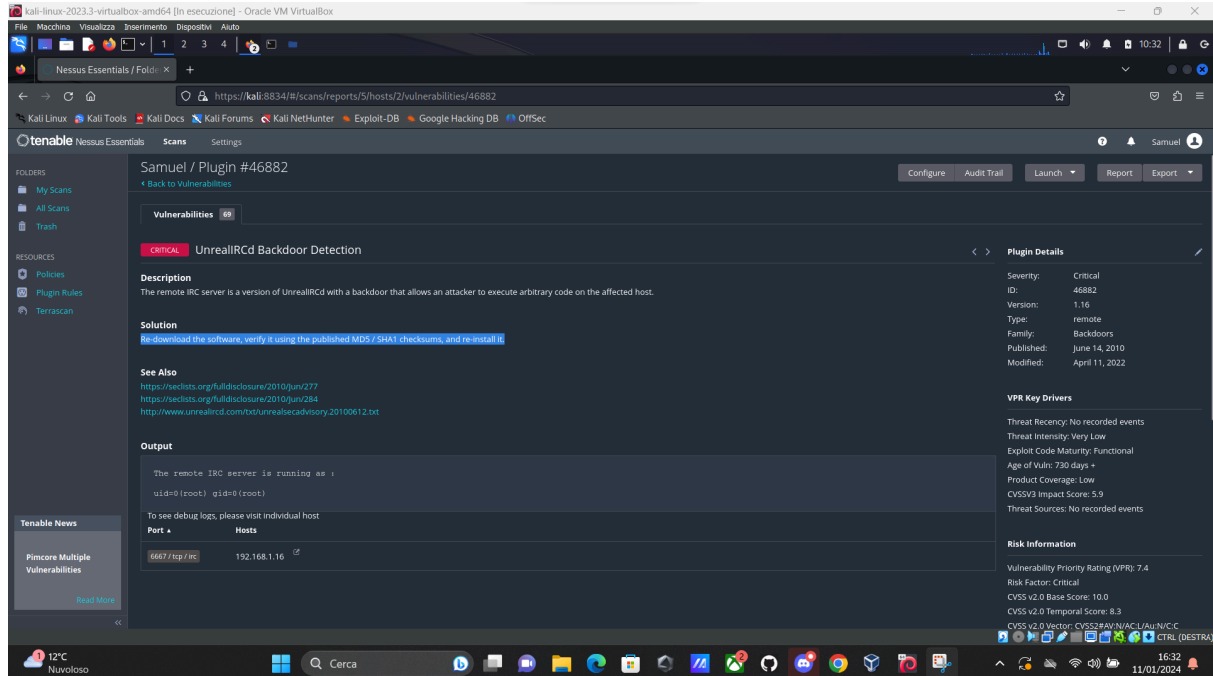 kali-linux-2023.3-virtualbox-amd64 [In esecuzione] - Oracle VM VirtualBox
File Macchina Visualizza Inserimento Dispositivi Aiuto
1 2 3 4 2 10:32
Nessus Essentials / Folde
https://kali:8834/#/scans/reports/5/hosts/2/vulnerabilities/46882
Kali Linux Kali Tools Kali Docs Kali Forums Kali NetHunter Exploit-DB Google Hacking DB OffSec
tenable Nessus Essentials Scans Settings Samuel
FOLDERS
My Scans
All Scans
Trash
RESOURCES
Policies
Plugin Rules
Terrascan
Tenable News
Pimcore Multiple
Vulnerabilities
Read More
Samuel / Plugin #46882
Back to Vulnerabilities
Configure Audit Trail Launch Report Export
Vulnerabilities 69
CRITICAL UnrealIRCd Backdoor Detection
Description
The remote IRC server is a version of UnrealIRCd with a backdoor that allows an attacker to execute arbitrary code on the affected host.
Solution
Re-download the software, verify it using the published MD5 / SHA1 checksums, and re-install it.
See Also
https://seclists.org/fulldisclosure/2010/Jun/277
https://seclists.org/fulldisclosure/2010/Jun/284
http://www.unrealircd.com/txt/unrealsecadvisory.20100612.txt
Output
The remote IRC server is running as :
uid=0(root) gid=0(root)
To see debug logs, please visit individual host
Port Hosts
6667 / tcp / irc 192.168.1.16
Plugin Details
Severity: Critical
ID: 46882
Version: 1.16
Type: remote
Family: Backdoors
Published: June 14, 2010
Modified: April 11, 2022
VPR Key Drivers
Threat Recency: No recorded events
Threat Intensity: Very Low
Exploit Code Maturity: Functional
Age of Vuln: 730 days +
Product Coverage: Low
CVSSV3 Impact Score: 5.9
Threat Sources: No recorded events
Risk Information
Vulnerability Priority Rating (VPR): 7.4
Risk Factor: Critical
CVSS v2.0 Base Score: 10.0
CVSS v2.0 Temporal Score: 8.3
CVSS v2.0 Vector: CVSS2#AV:N/AC:L/Au:N/C:C
CTRL (DESTRA)
1 12°C
Nuvoloso
Cerca
16:32
11/01/2024